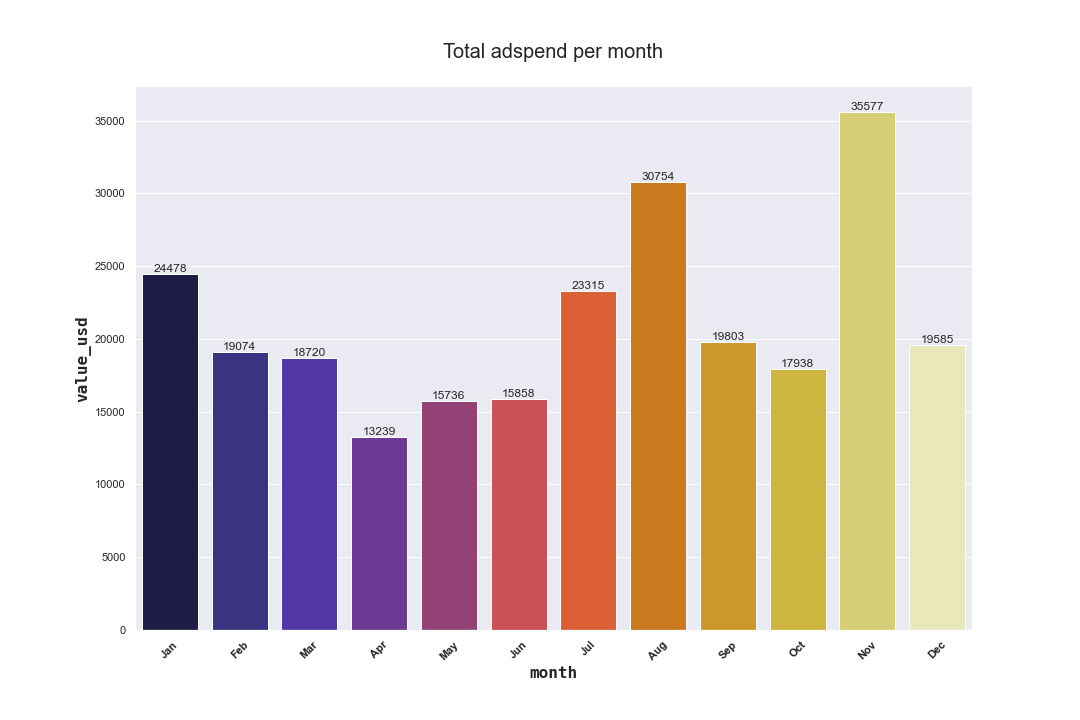 Total adspend per month
35577
35000
30754
30000
25000
24478
23315
20000
19074
18720
19803
19585
17938
15736
15858
15000
13239
10000
5000
0
value_usd
Jan
Feb
Mar
Apr
May
Jun
Jul
Aug
Sep
Oct
Nov
Dec
month